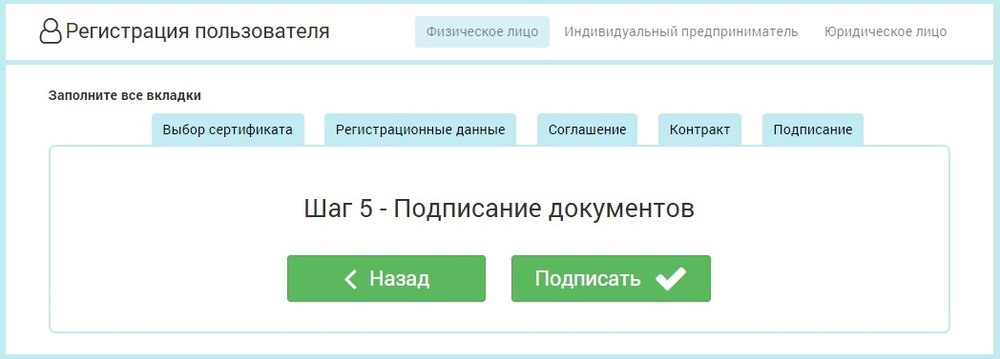 Регистрация пользователя Физическое лицо Индивидуальный предприниматель Юридическое лицо
Заполните все вкладки
Выбор сертификата Регистрационные данные Соглашение Контракт Подписание
Шаг 5 - Подписание документов
Назад Подписать